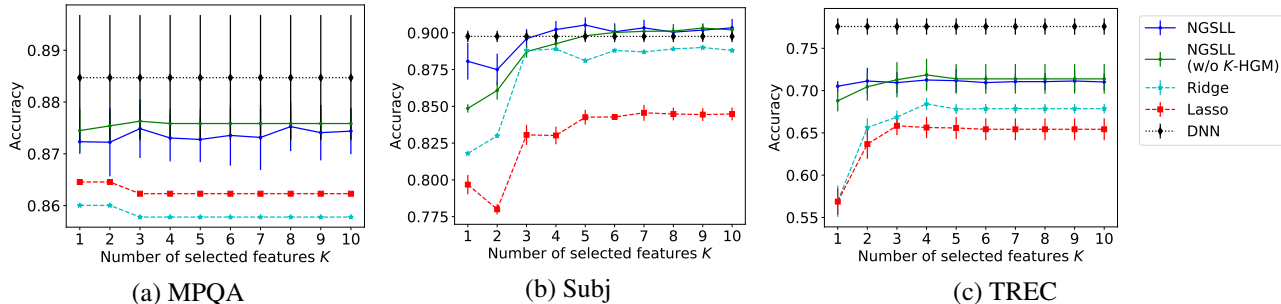 0.89
0.88
0.87
0.86
Accuracy
1 2 3 4 5 6 7 8 9 10
Number of selected features K
(a) MPQA
0.900
0.875
0.850
0.825
0.800
0.775
Accuracy
1 2 3 4 5 6 7 8 9 10
Number of selected features K
(b) Subj
0.75
0.70
0.65
0.60
0.55
Accuracy
1 2 3 4 5 6 7 8 9 10
Number of selected features K
(c) TREC
NGSLL
NGSLL
(w/o K-HGM)
Ridge
Lasso
DNN